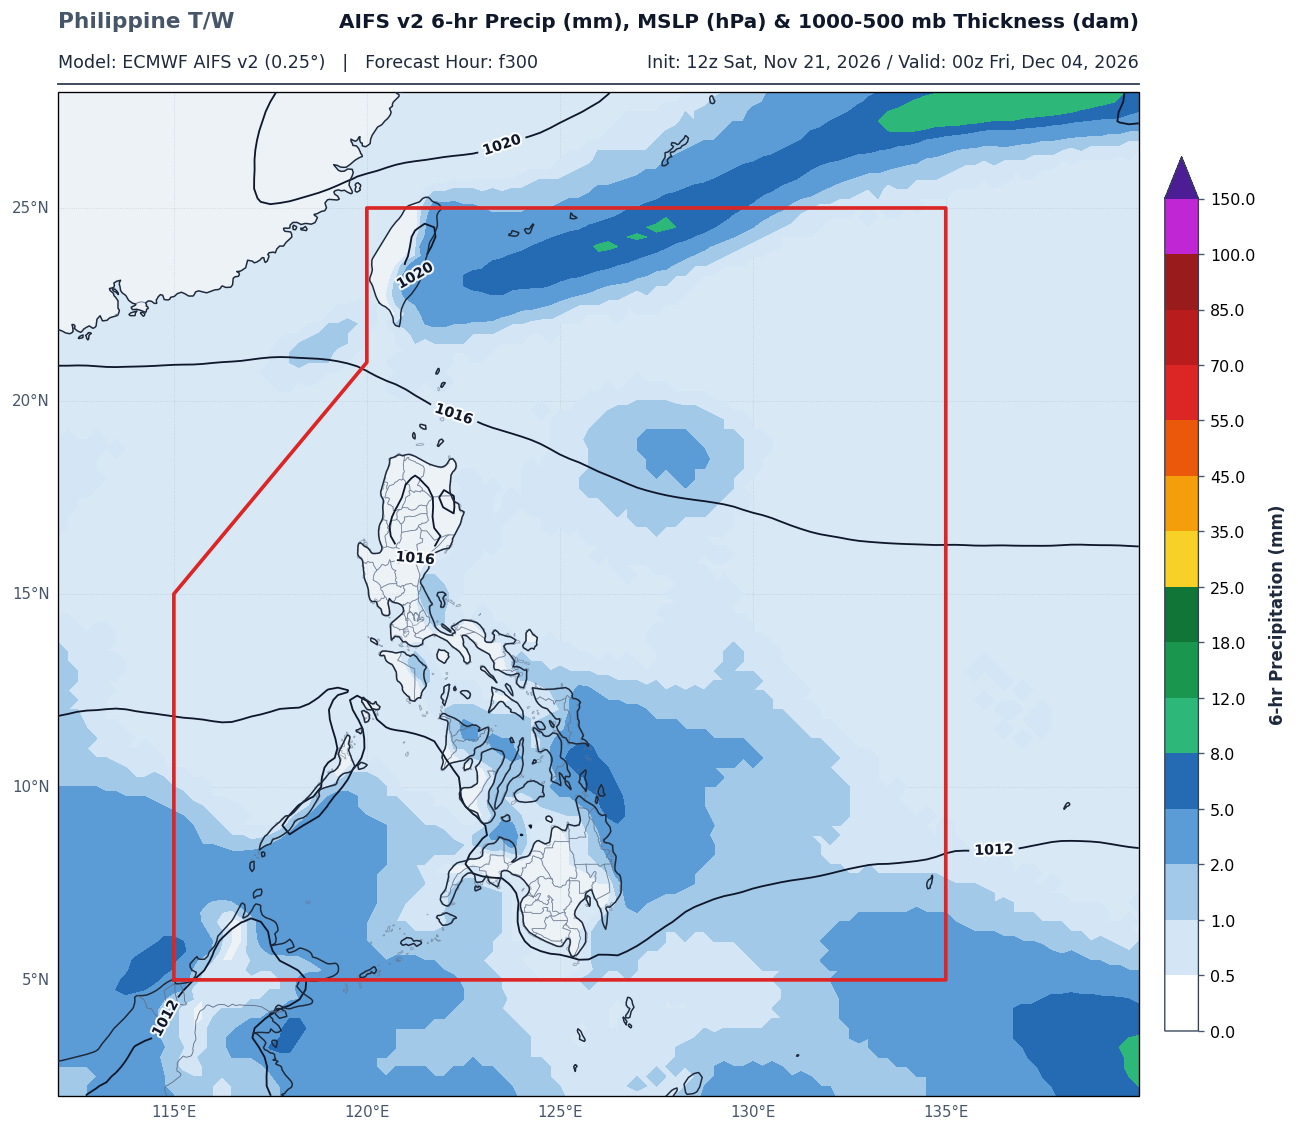 Philippine T/W
AIFS v2 6-hr Precip (mm), MSLP (hPa) & 1000-500 mb Thickness (dam)
Model: ECMWF AIFS v2 (0.25°) | Forecast Hour: f300
Init: 12z Sat, Nov 21, 2026 / Valid: 00z Fri, Dec 04, 2026
1020
1020
1016
1016
1012
1012
25°N
20°N
15°N
10°N
5°N
115°E
120°E
125°E
130°E
135°E
150.0
100.0
85.0
70.0
55.0
45.0
35.0
25.0
18.0
12.0
8.0
5.0
2.0
1.0
0.5
0.0
6-hr Precipitation (mm)